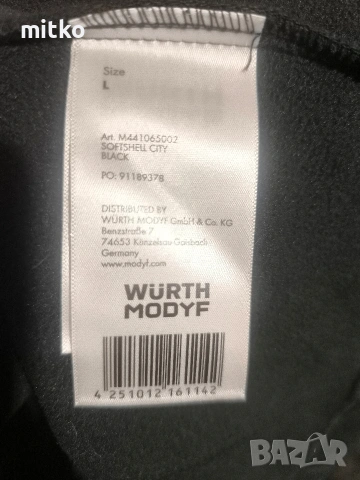 mitko
Size
L
Art. M441065002
SOFTSHELL CITY
BLACK
PO: 91189378
DISTRIBUTED BY
WÜRTH MODYF GmbH & Co. KG
Benzstraße 7
74653 Künzelsau-Gaisbach
Germany
www.modyf.com
WÜRTH
MODYF
4 251012 161142
BAZAR